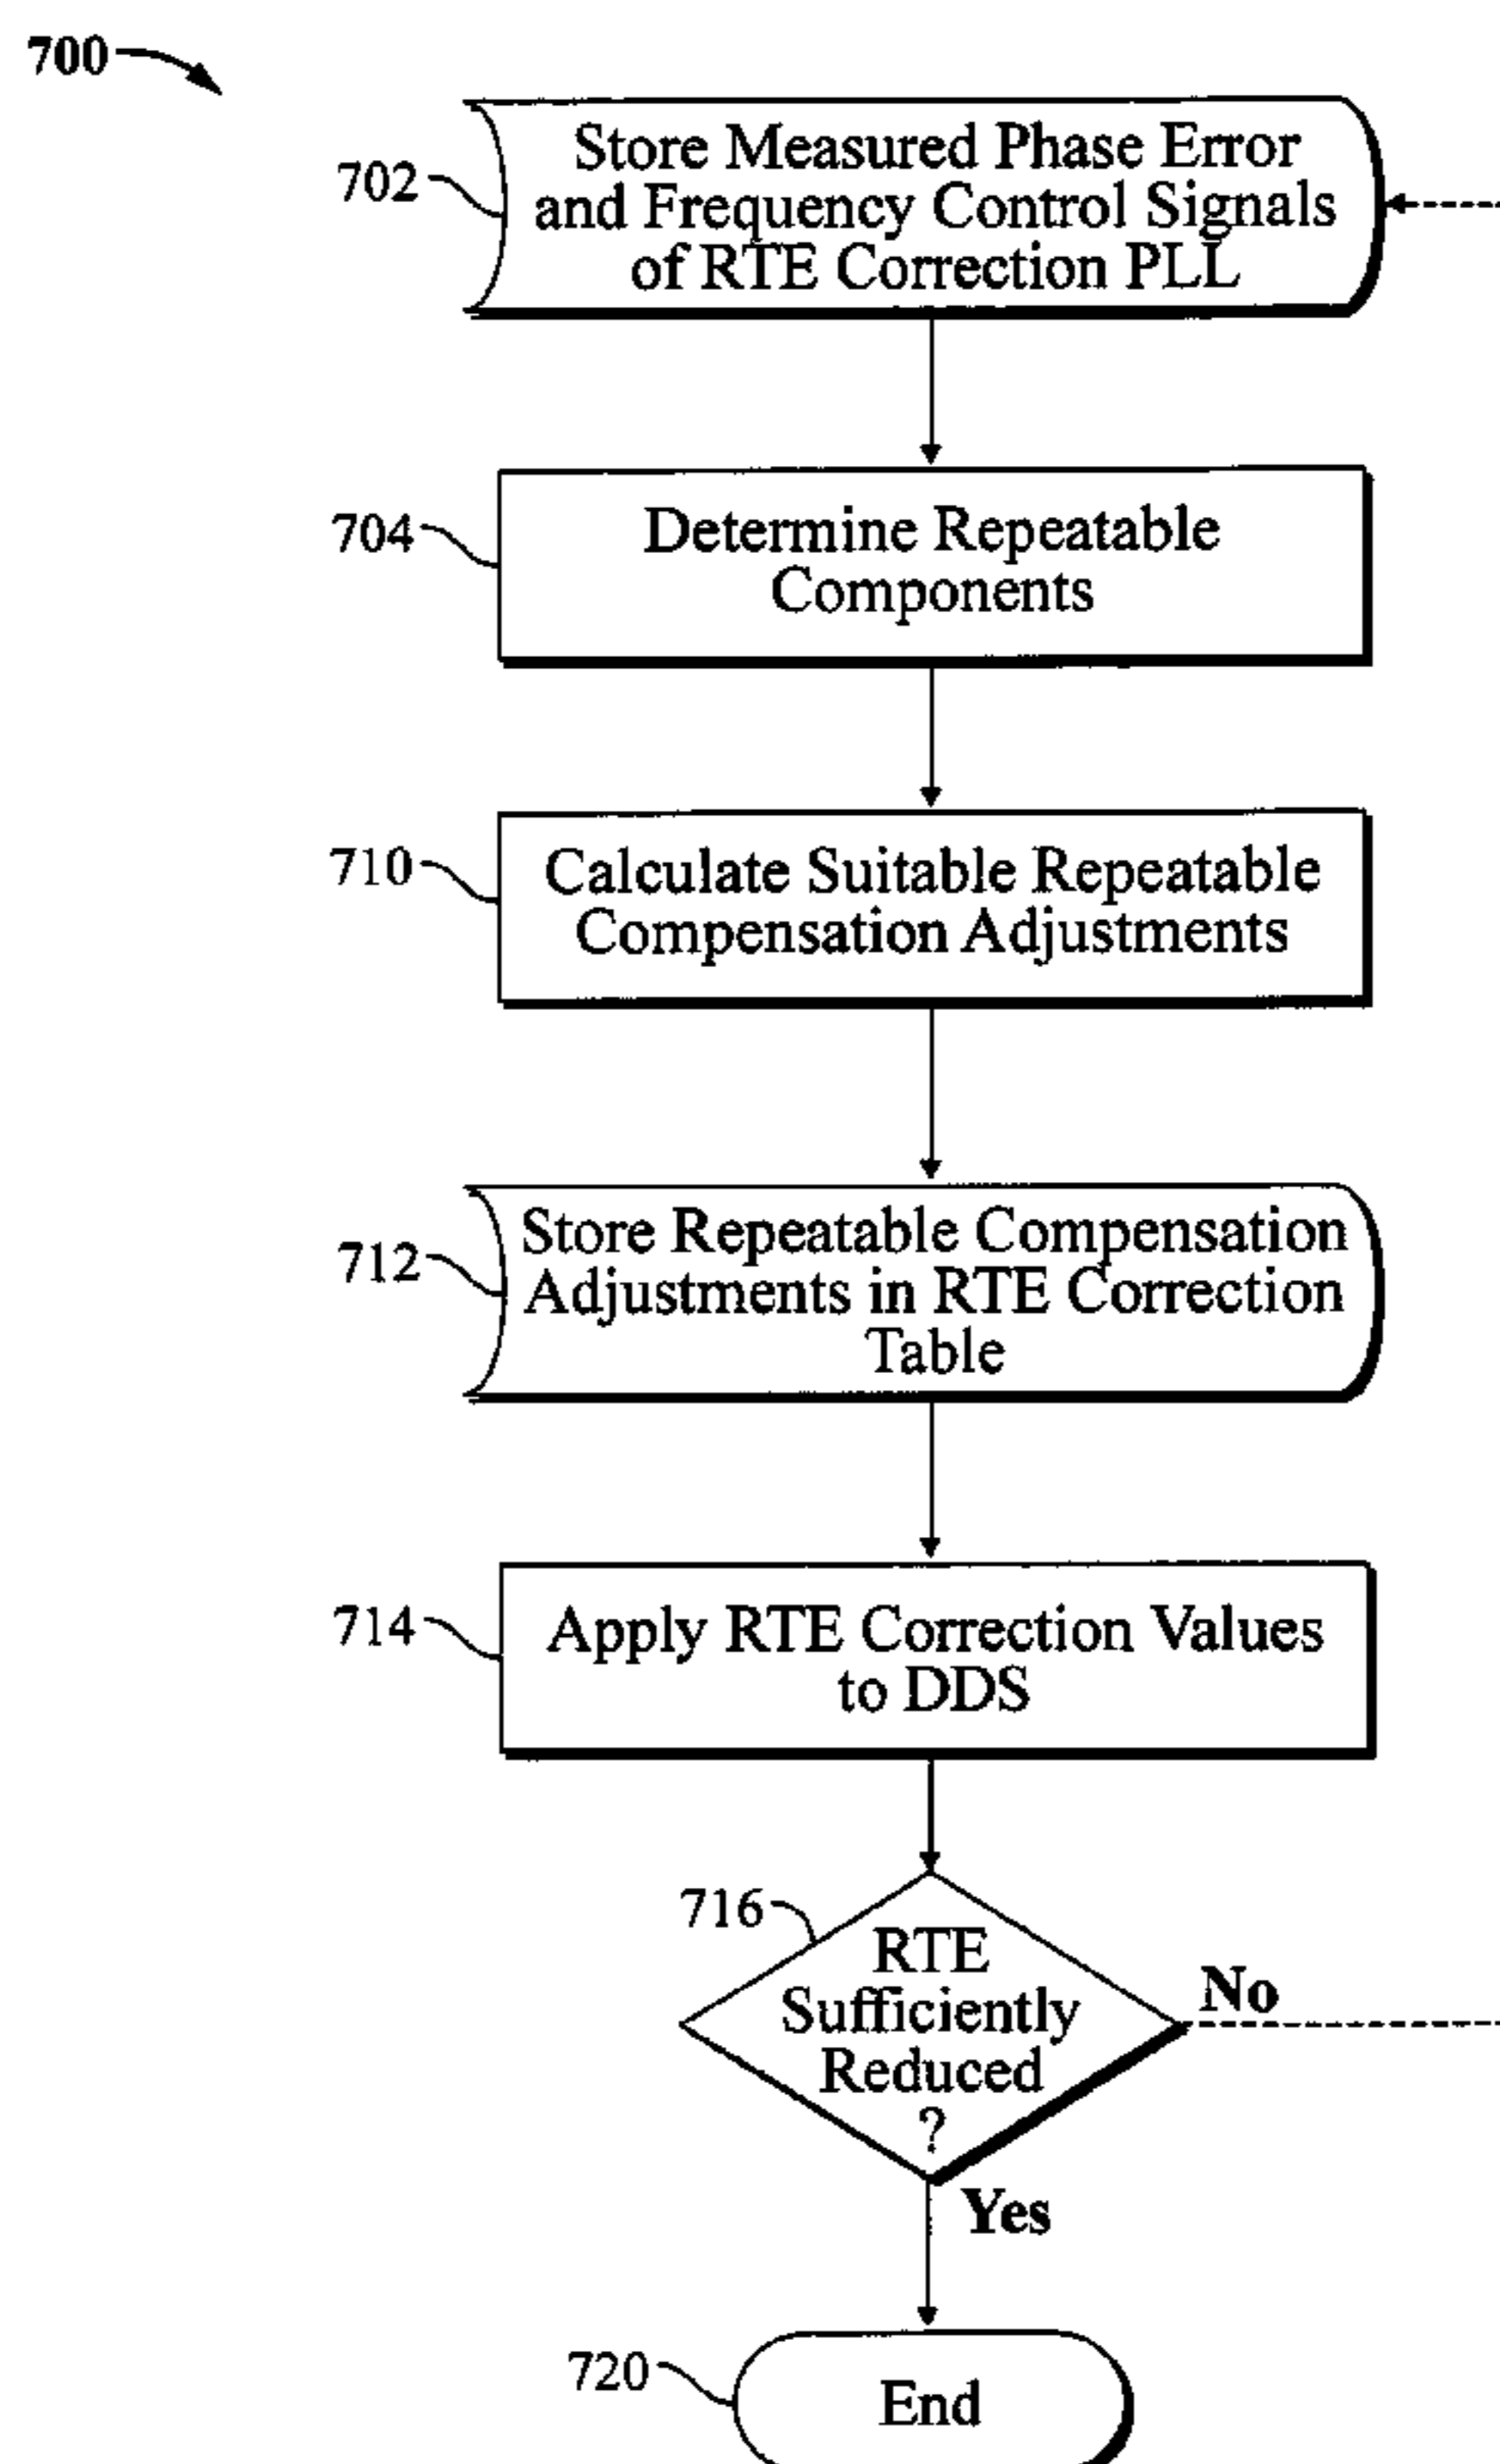 700
702
Store Measured Phase Error
and Frequency Control Signals
of RTE Correction PLL
704
Determine Repeatable
Components
710
Calculate Suitable Repeatable
Compensation Adjustments
712
Store Repeatable Compensation
Adjustments in RTE Correction
Table
714
Apply RTE Correction Values
to DDS
716
RTE
Sufficiently
Reduced
?
No
Yes
720
End